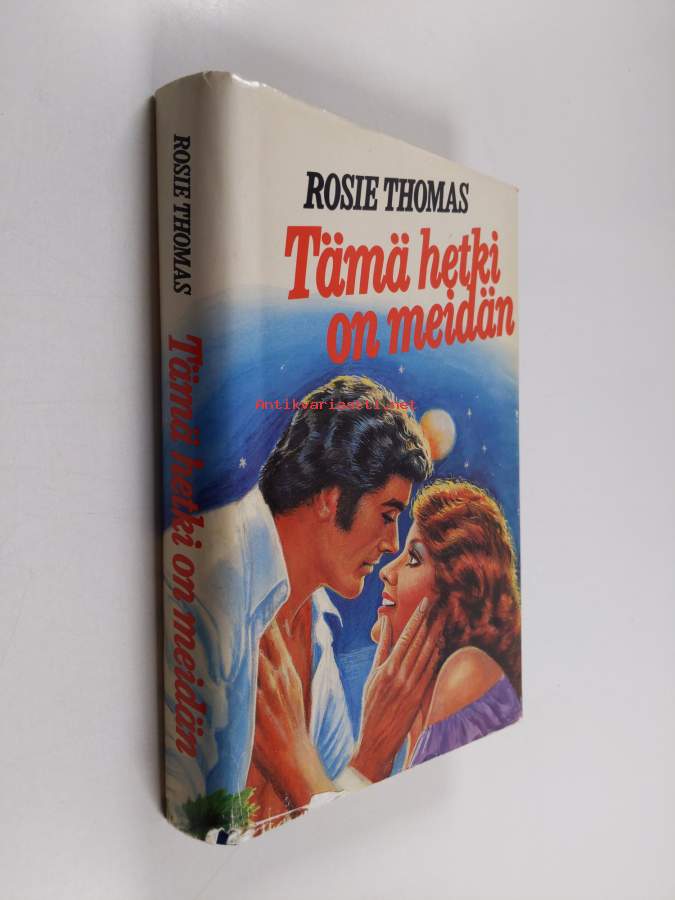 ROSIE THOMAS
Tämä hetki
on meidän
ROSIE THOMAS
Tämä hetki on meidän
Antikvariaatti.net